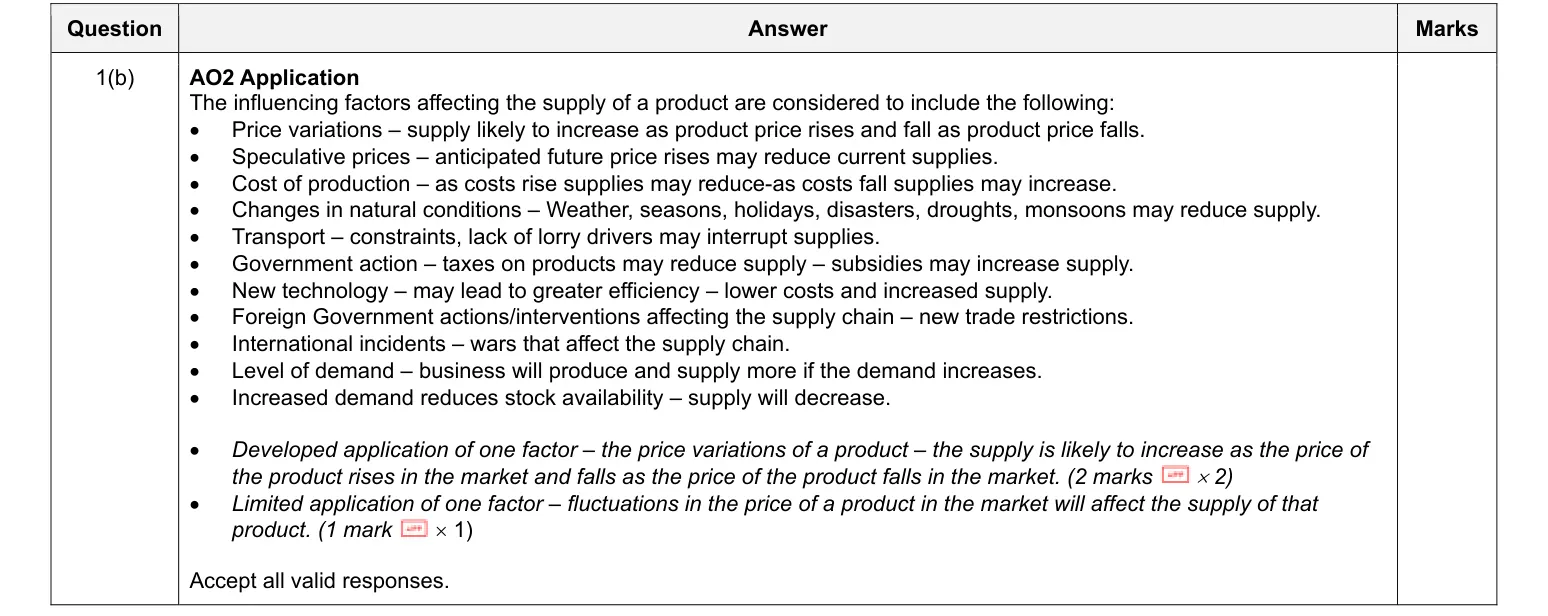 Question Answer Marks
1(b) AO2 Application
The influencing factors affecting the supply of a product are considered to include the following:
• Price variations – supply likely to increase as product price rises and fall as product price falls.
• Speculative prices – anticipated future price rises may reduce current supplies.
• Cost of production – as costs rise supplies may reduce-as costs fall supplies may increase.
• Changes in natural conditions – Weather, seasons, holidays, disasters, droughts, monsoons may reduce supply.
• Transport – constraints, lack of lorry drivers may interrupt supplies.
• Government action – taxes on products may reduce supply – subsidies may increase supply.
• New technology – may lead to greater efficiency – lower costs and increased supply.
• Foreign Government actions/interventions affecting the supply chain – new trade restrictions.
• International incidents – wars that affect the supply chain.
• Level of demand – business will produce and supply more if the demand increases.
• Increased demand reduces stock availability – supply will decrease.
• Developed application of one factor – the price variations of a product – the supply is likely to increase as the price of
the product rises in the market and falls as the price of the product falls in the market. (2 marks × 2)
• Limited application of one factor – fluctuations in the price of a product in the market will affect the supply of that
product. (1 mark × 1)
Accept all valid responses.